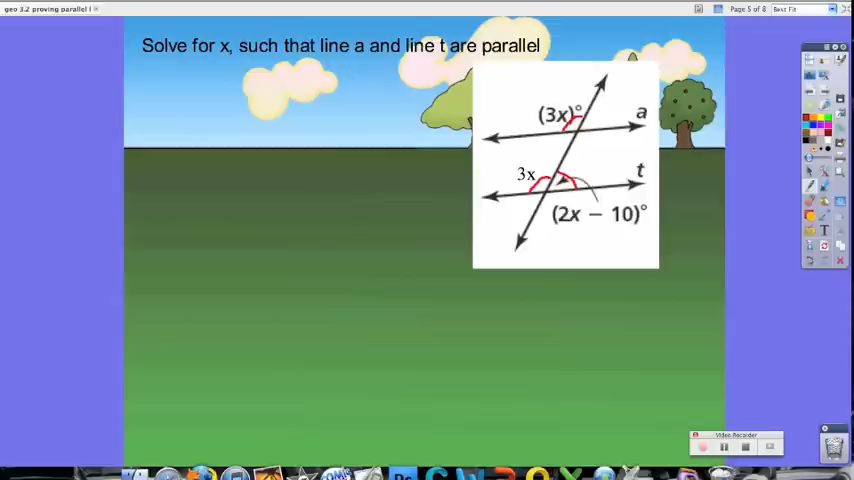 geo 3.2 proving parallel l
Page 5 of 8
Best Fit
Solve for x, such that line a and line t are parallel
(3x)°
a
3x
t
(2x − 10)°
T
Video Recorder